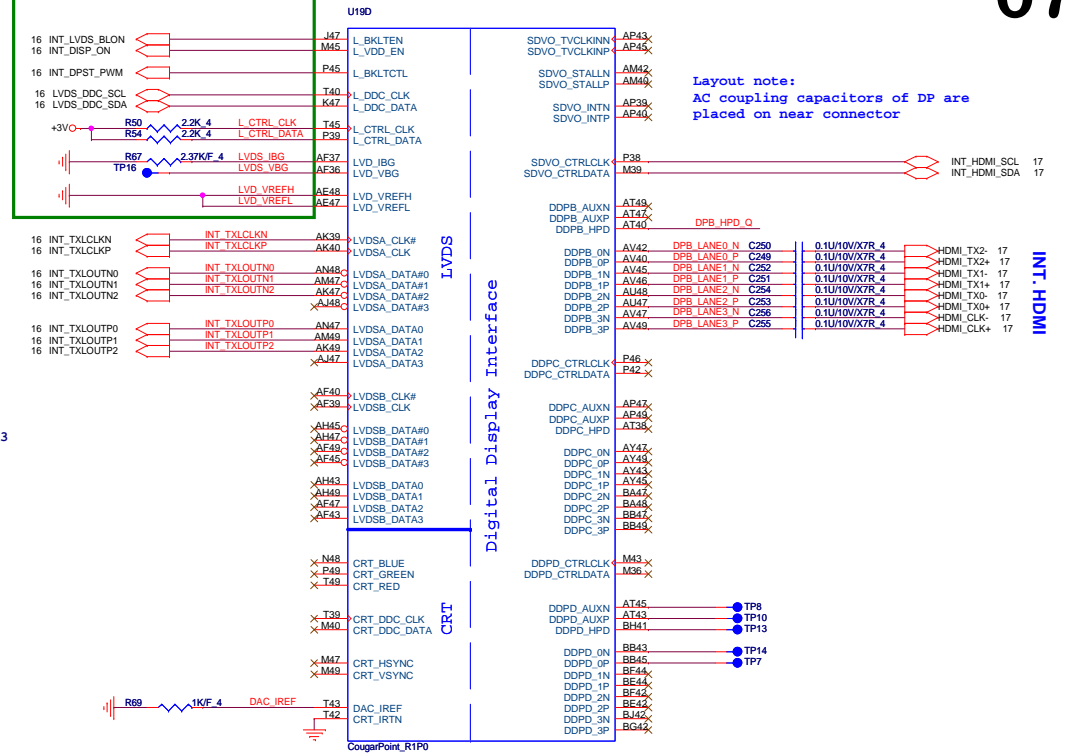 07
U19D
16 INT_LVDS_BLON J47 L_BKLTEN
16 INT_DISP_ON M45 L_VDD_EN
16 INT_DPST_PWM P45 L_BKLTCTL
16 LVDS_DDC_SCL T40 L_DDC_CLK
16 LVDS_DDC_SDA K47 L_DDC_DATA
+3V R50 2.2K_4 L_CTRL_CLK T45 L_CTRL_CLK
R54 2.2K_4 L_CTRL_DATA P39 L_CTRL_DATA
R67 2.37K/F_4 LVDS_IBG AF37 LVD_IBG
TP16 LVDS_VBG AF36 LVD_VBG
LVD_VREFH AE48 LVD_VREFH
LVD_VREFL AE47 LVD_VREFL
16 INT_TXLCLKN INT_TXLCLKN AK39 LVDSA_CLK#
16 INT_TXLCLKP INT_TXLCLKP AK40 LVDSA_CLK
16 INT_TXLOUTN0 INT_TXLOUTN0 AN48 LVDSA_DATA#0
16 INT_TXLOUTN1 INT_TXLOUTN1 AM47 LVDSA_DATA#1
16 INT_TXLOUTN2 INT_TXLOUTN2 AK47 LVDSA_DATA#2
AJ48 LVDSA_DATA#3
16 INT_TXLOUTP0 INT_TXLOUTP0 AN47 LVDSA_DATA0
16 INT_TXLOUTP1 INT_TXLOUTP1 AM49 LVDSA_DATA1
16 INT_TXLOUTP2 INT_TXLOUTP2 AK49 LVDSA_DATA2
AJ47 LVDSA_DATA3
AF40 LVDSB_CLK#
AF39 LVDSB_CLK
3
AH45 LVDSB_DATA#0
AH47 LVDSB_DATA#1
AF49 LVDSB_DATA#2
AF45 LVDSB_DATA#3
AH43 LVDSB_DATA0
AH49 LVDSB_DATA1
AF47 LVDSB_DATA2
AF43 LVDSB_DATA3
N48 CRT_BLUE
P49 CRT_GREEN
T49 CRT_RED
T39 CRT_DDC_CLK
M40 CRT_DDC_DATA
M47 CRT_HSYNC
M49 CRT_VSYNC
R69 1K/F_4 DAC_IREF T43 DAC_IREF
T42 CRT_IRTN
CougarPoint_R1P0
LVDS
CRT
Digital Display Interface
SDVO_TVCLKINN AP43
SDVO_TVCLKINP AP45
SDVO_STALLN AM42
SDVO_STALLP AM40
SDVO_INTN AP39
SDVO_INTP AP40
Layout note:
AC coupling capacitors of DP are
placed on near connector
SDVO_CTRLCLK P38 INT_HDMI_SCL 17
SDVO_CTRLDATA M39 INT_HDMI_SDA 17
DDPB_AUXN AT49
DDPB_AUXP AT47
DDPB_HPD AT40 DPB_HPD_Q
DDPB_0N AV42 DPB_LANE0_N C250 0.1U/10V/X7R_4 HDMI_TX2- 17
DDPB_0P AV40 DPB_LANE0_P C249 0.1U/10V/X7R_4 HDMI_TX2+ 17
DDPB_1N AV45 DPB_LANE1_N C252 0.1U/10V/X7R_4 HDMI_TX1- 17
DDPB_1P AV46 DPB_LANE1_P C251 0.1U/10V/X7R_4 HDMI_TX1+ 17
DDPB_2N AU48 DPB_LANE2_N C254 0.1U/10V/X7R_4 HDMI_TX0- 17
DDPB_2P AU47 DPB_LANE2_P C253 0.1U/10V/X7R_4 HDMI_TX0+ 17
DDPB_3N AV47 DPB_LANE3_N C256 0.1U/10V/X7R_4 HDMI_CLK- 17
DDPB_3P AV49 DPB_LANE3_P C255 0.1U/10V/X7R_4 HDMI_CLK+ 17
INT. HDMI
DDPC_CTRLCLK P46
DDPC_CTRLDATA P42
DDPC_AUXN AP47
DDPC_AUXP AP49
DDPC_HPD AT38
DDPC_0N AY47
DDPC_0P AY49
DDPC_1N AY43
DDPC_1P AY45
DDPC_2N BA47
DDPC_2P BA48
DDPC_3N BB47
DDPC_3P BB49
DDPD_CTRLCLK M43
DDPD_CTRLDATA M36
DDPD_AUXN AT45 TP8
DDPD_AUXP AT43 TP10
DDPD_HPD BH41 TP13
DDPD_0N BB43 TP14
DDPD_0P BB45 TP7
DDPD_1N BF44
DDPD_1P BE44
DDPD_2N BF42
DDPD_2P BE42
DDPD_3N BJ42
DDPD_3P BG42